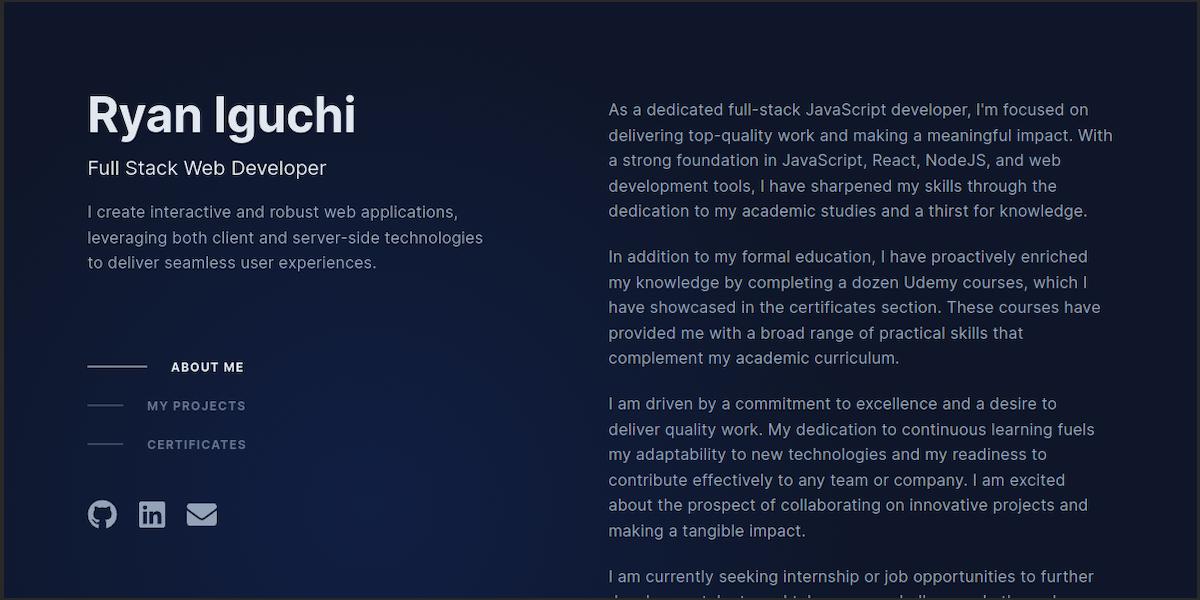 Ryan Iguchi
Full Stack Web Developer
I create interactive and robust web applications,
leveraging both client and server-side technologies
to deliver seamless user experiences.
ABOUT ME
MY PROJECTS
CERTIFICATES
in
As a dedicated full-stack JavaScript developer, I'm focused on
delivering top-quality work and making a meaningful impact. With
a strong foundation in JavaScript, React, NodeJS, and web
development tools, I have sharpened my skills through the
dedication to my academic studies and a thirst for knowledge.
In addition to my formal education, I have proactively enriched
my knowledge by completing a dozen Udemy courses, which I
have showcased in the certificates section. These courses have
provided me with a broad range of practical skills that
complement my academic curriculum.
I am driven by a commitment to excellence and a desire to
deliver quality work. My dedication to continuous learning fuels
my adaptability to new technologies and my readiness to
contribute effectively to any team or company. I am excited
about the prospect of collaborating on innovative projects and
making a tangible impact.
I am currently seeking internship or job opportunities to further